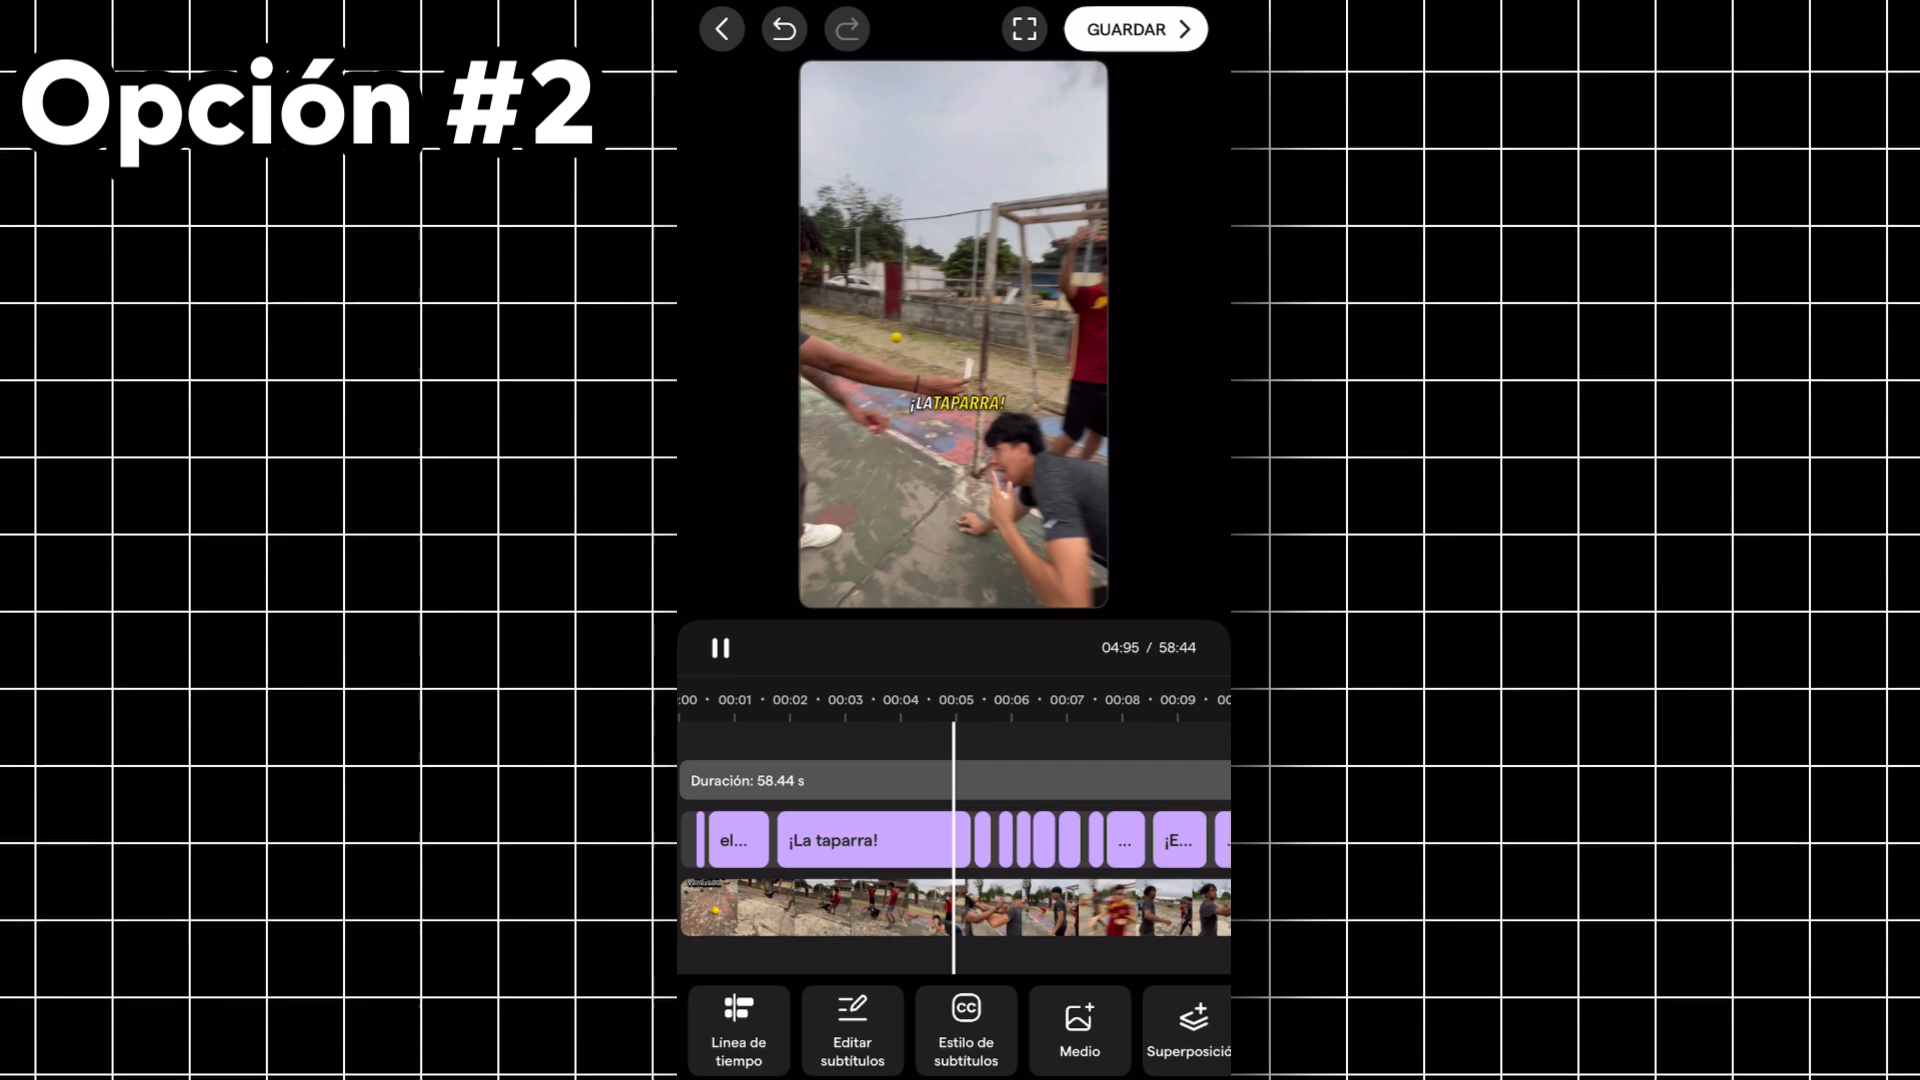 Opción #2
GUARDAR
¡LA TAPARRA!
04:95 / 58:44
:00 · 00:01 · 00:02 · 00:03 · 00:04 · 00:05 · 00:06 · 00:07 · 00:08 · 00:09 · 00
Duración: 58.44 s
el...
¡La taparra!
...
¡E...
Línea de
tiempo
Editar
subtítulos
CC
Estilo de
subtítulos
Medio
Superposició